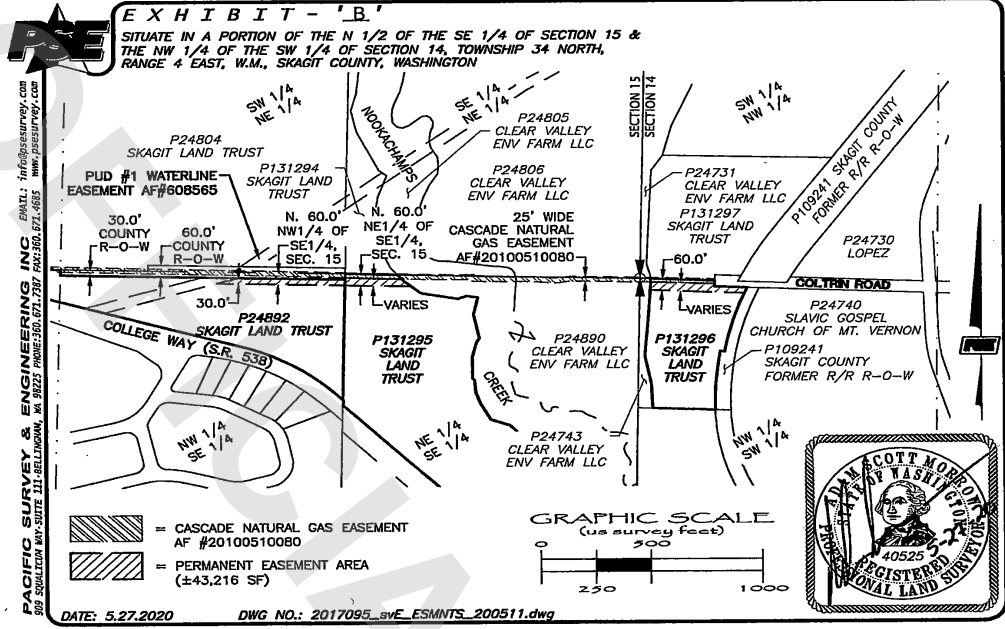 PSE
EXHIBIT - 'B'
SITUATE IN A PORTION OF THE N 1/2 OF THE SE 1/4 OF SECTION 15 &
THE NW 1/4 OF THE SW 1/4 OF SECTION 14, TOWNSHIP 34 NORTH,
RANGE 4 EAST, W.M., SKAGIT COUNTY, WASHINGTON
PACIFIC SURVEY & ENGINEERING INC
909 SQUALICUM WAY-SUITE 111-BELLINGHAM, WA 98225 PHONE:360.671.7387 FAX:360.671.4685
EMAIL: info@psesurvey.com www.psesurvey.com
SW 1/4
NE 1/4
P24804
SKAGIT LAND TRUST
PUD #1 WATERLINE
EASEMENT AF#608565
P131294
SKAGIT LAND
TRUST
NOOKACHAMPS
SE 1/4
NE 1/4
P24805
CLEAR VALLEY
ENV FARM LLC
P24806
CLEAR VALLEY
ENV FARM LLC
SECTION 15
SECTION 14
SW 1/4
NW 1/4
P24731
CLEAR VALLEY
ENV FARM LLC
P131297
SKAGIT LAND
TRUST
P109241 SKAGIT COUNTY
FORMER R/R R-O-W
P24730
LOPEZ
30.0'
COUNTY
R-O-W
60.0'
COUNTY
R-O-W
N. 60.0'
NW1/4 OF
SE1/4,
SEC. 15
N. 60.0'
NE1/4 OF
SE1/4,
SEC. 15
25' WIDE
CASCADE NATURAL
GAS EASEMENT
AF#20100510080
60.0'
COLTRIN ROAD
30.0'
VARIES
VARIES
P24892
SKAGIT LAND TRUST
COLLEGE WAY (S.R. 538)
P131295
SKAGIT
LAND
TRUST
CREEK
P24890
CLEAR VALLEY
ENV FARM LLC
P131296
SKAGIT
LAND
TRUST
P24740
SLAVIC GOSPEL
CHURCH OF MT. VERNON
P109241
SKAGIT COUNTY
FORMER R/R R-O-W
PSE
NW 1/4
SE 1/4
NE 1/4
SE 1/4
P24743
CLEAR VALLEY
ENV FARM LLC
NW 1/4
SW 1/4
= CASCADE NATURAL GAS EASEMENT
AF #20100510080
= PERMANENT EASEMENT AREA
(±43,216 SF)
GRAPHIC SCALE
(us survey feet)
0 500
250 1000
ADAM SCOTT MORROW
STATE OF WASHINGTON
40525
REGISTERED
PROFESSIONAL LAND SURVEYOR
DATE: 5.27.2020
DWG NO.: 2017095_svE_ESMNTS_200511.dwg